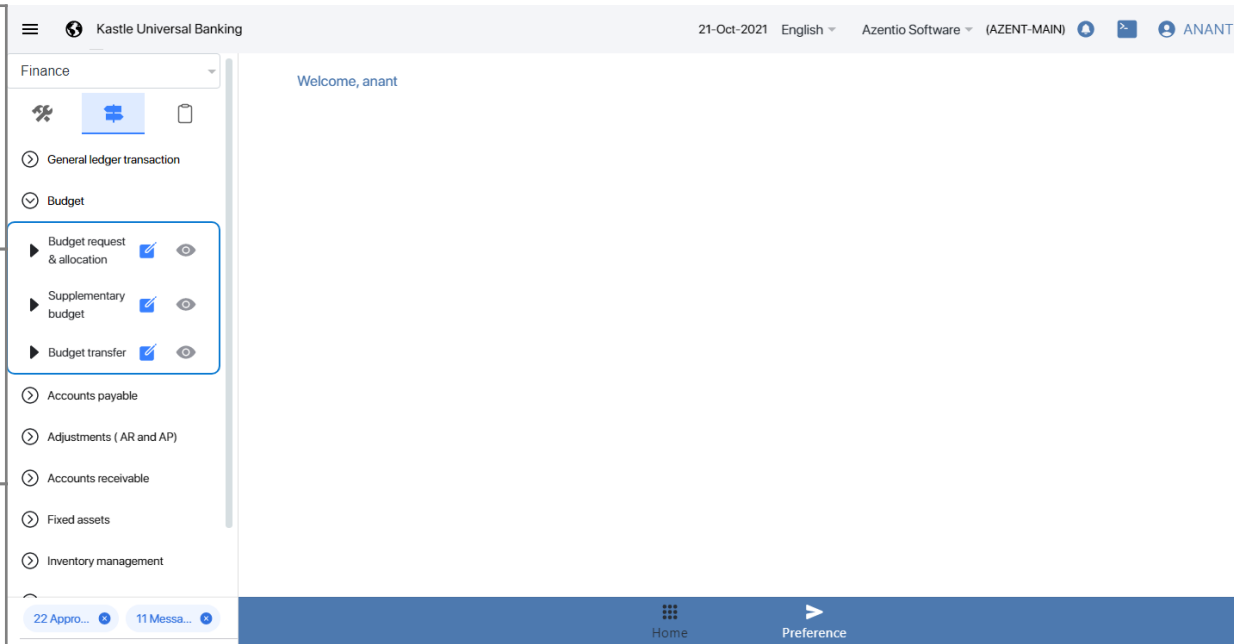 Kastle Universal Banking
21-Oct-2021 English Azentio Software (AZENT-MAIN) ANANT
Finance
Welcome, anant
General ledger transaction
Budget
Budget request
& allocation
Supplementary
budget
Budget transfer
Accounts payable
Adjustments ( AR and AP)
Accounts receivable
Fixed assets
Inventory management
22 Appro...
11 Messa...
Home
Preference